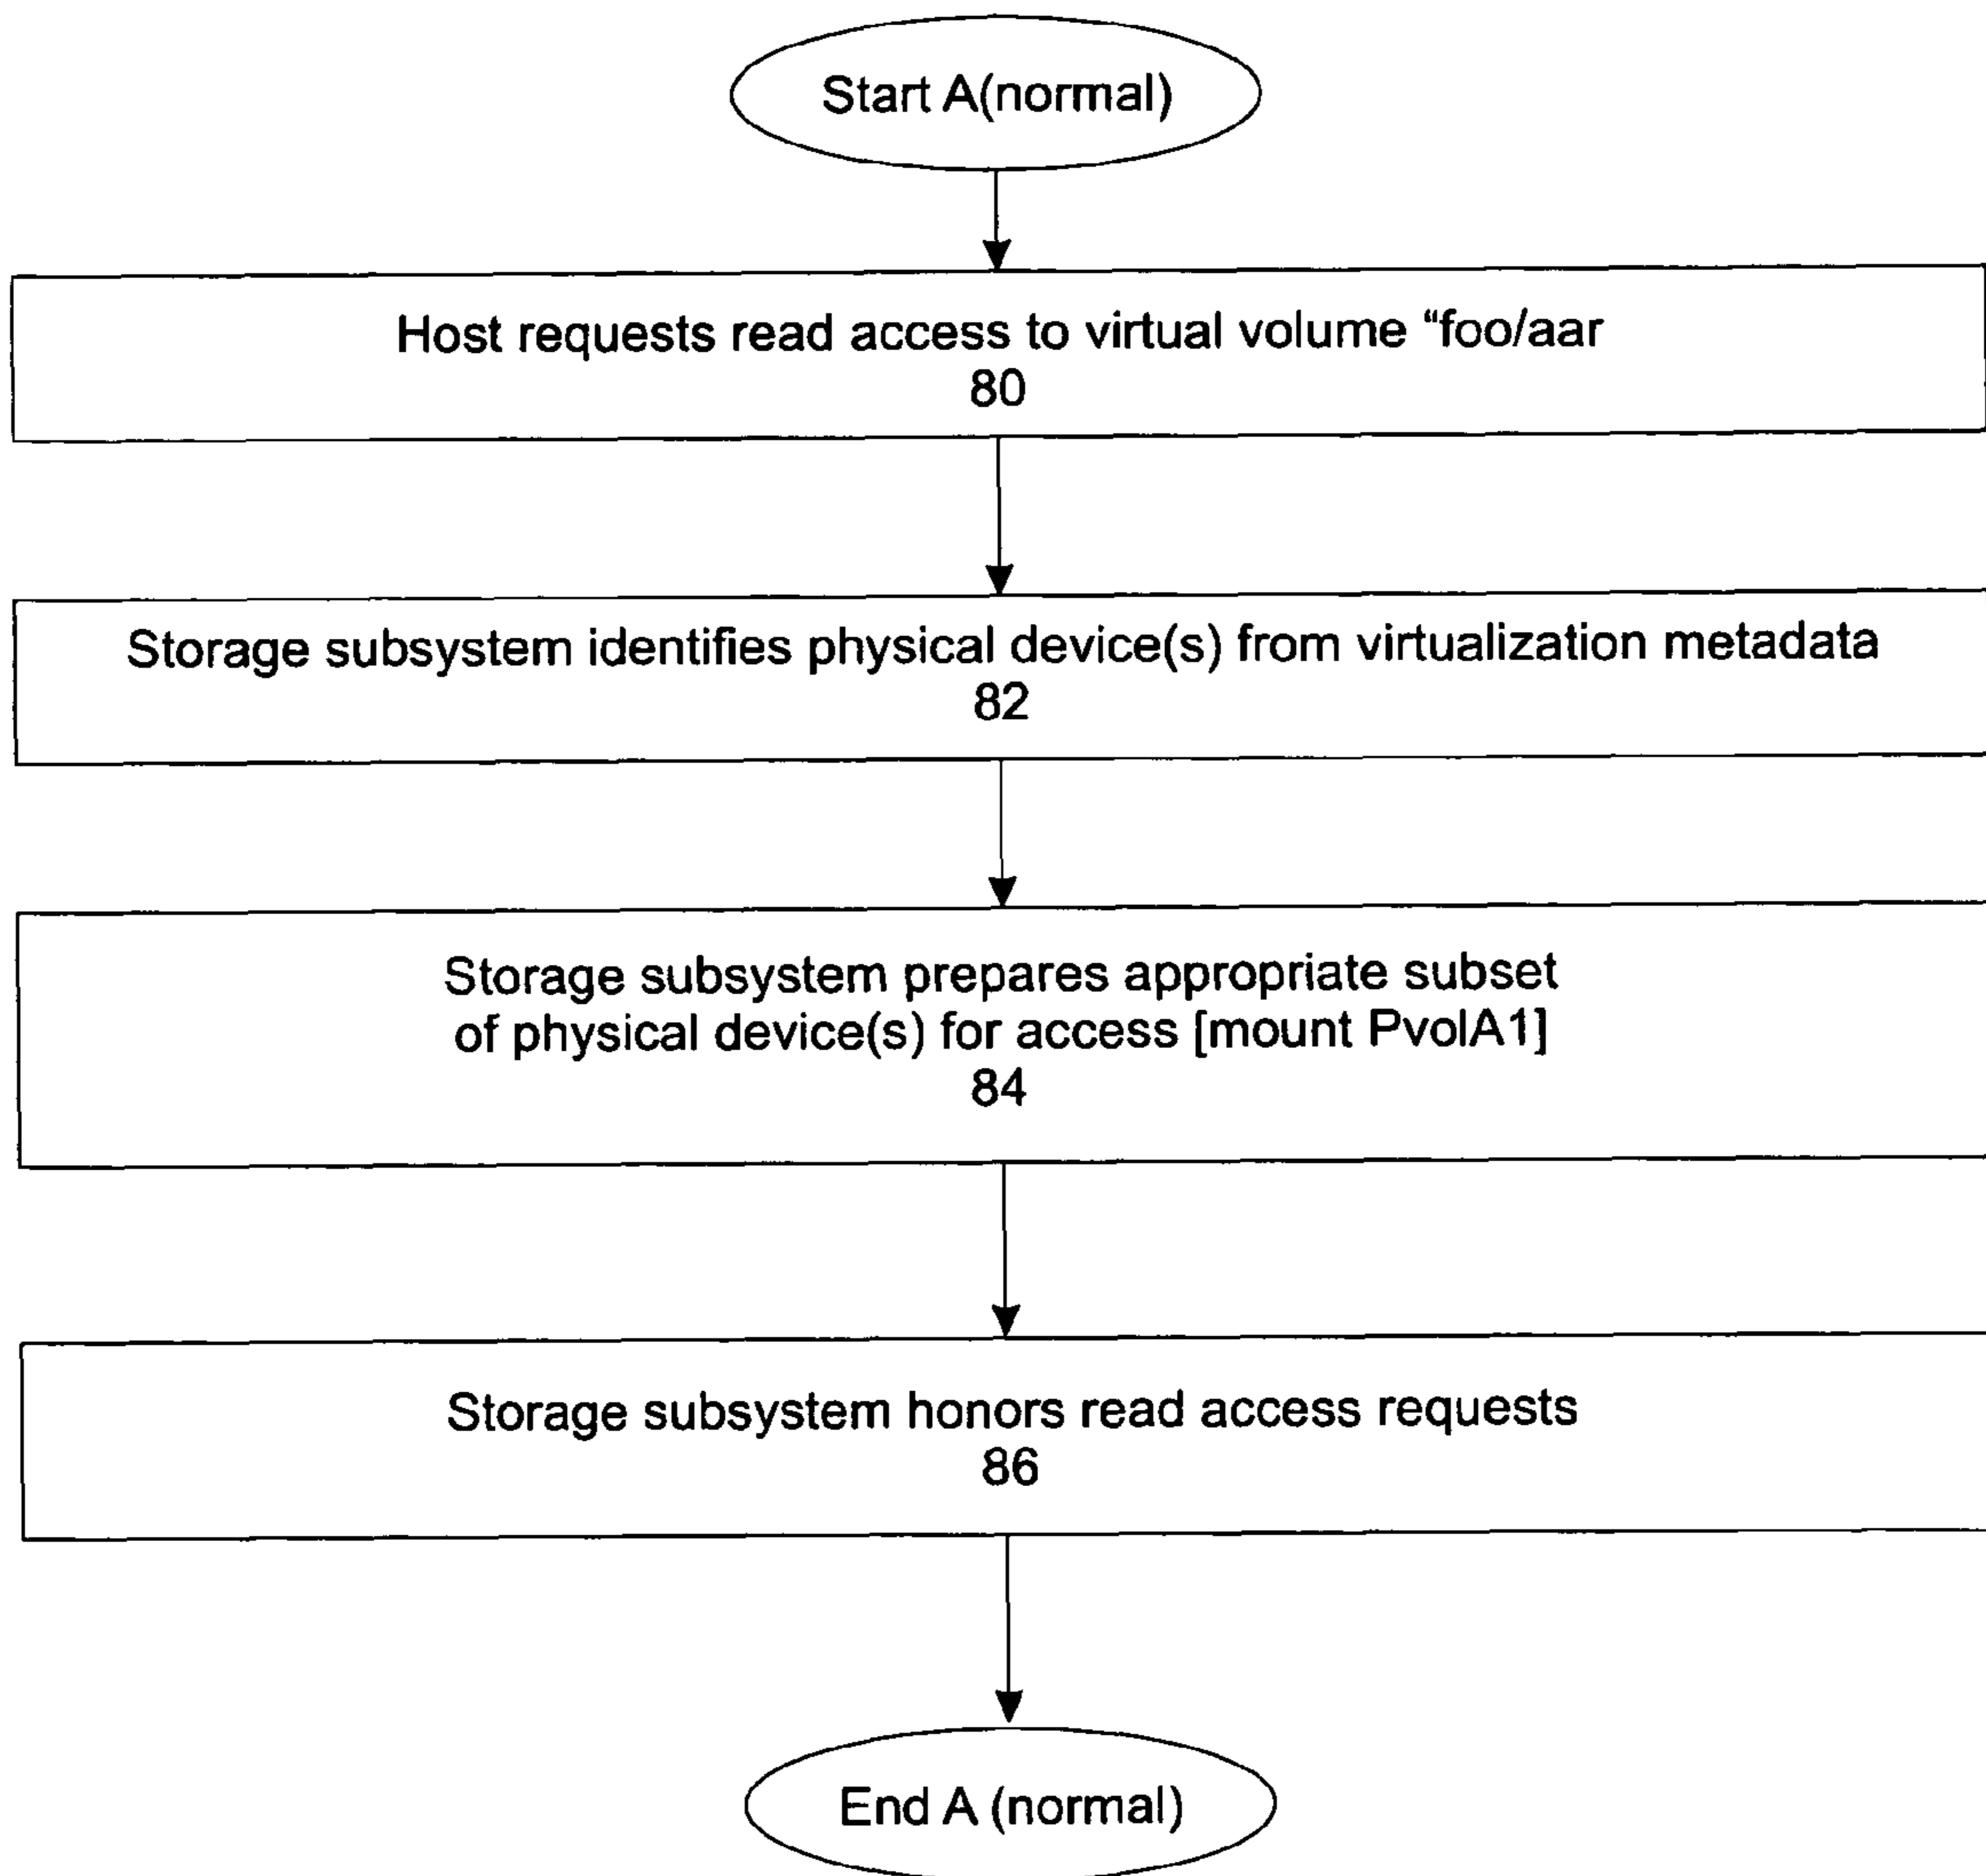 Start A(normal)
Host requests read access to virtual volume “foo/aar
80
Storage subsystem identifies physical device(s) from virtualization metadata
82
Storage subsystem prepares appropriate subset
of physical device(s) for access [mount PvolA1]
84
Storage subsystem honors read access requests
86
End A (normal)